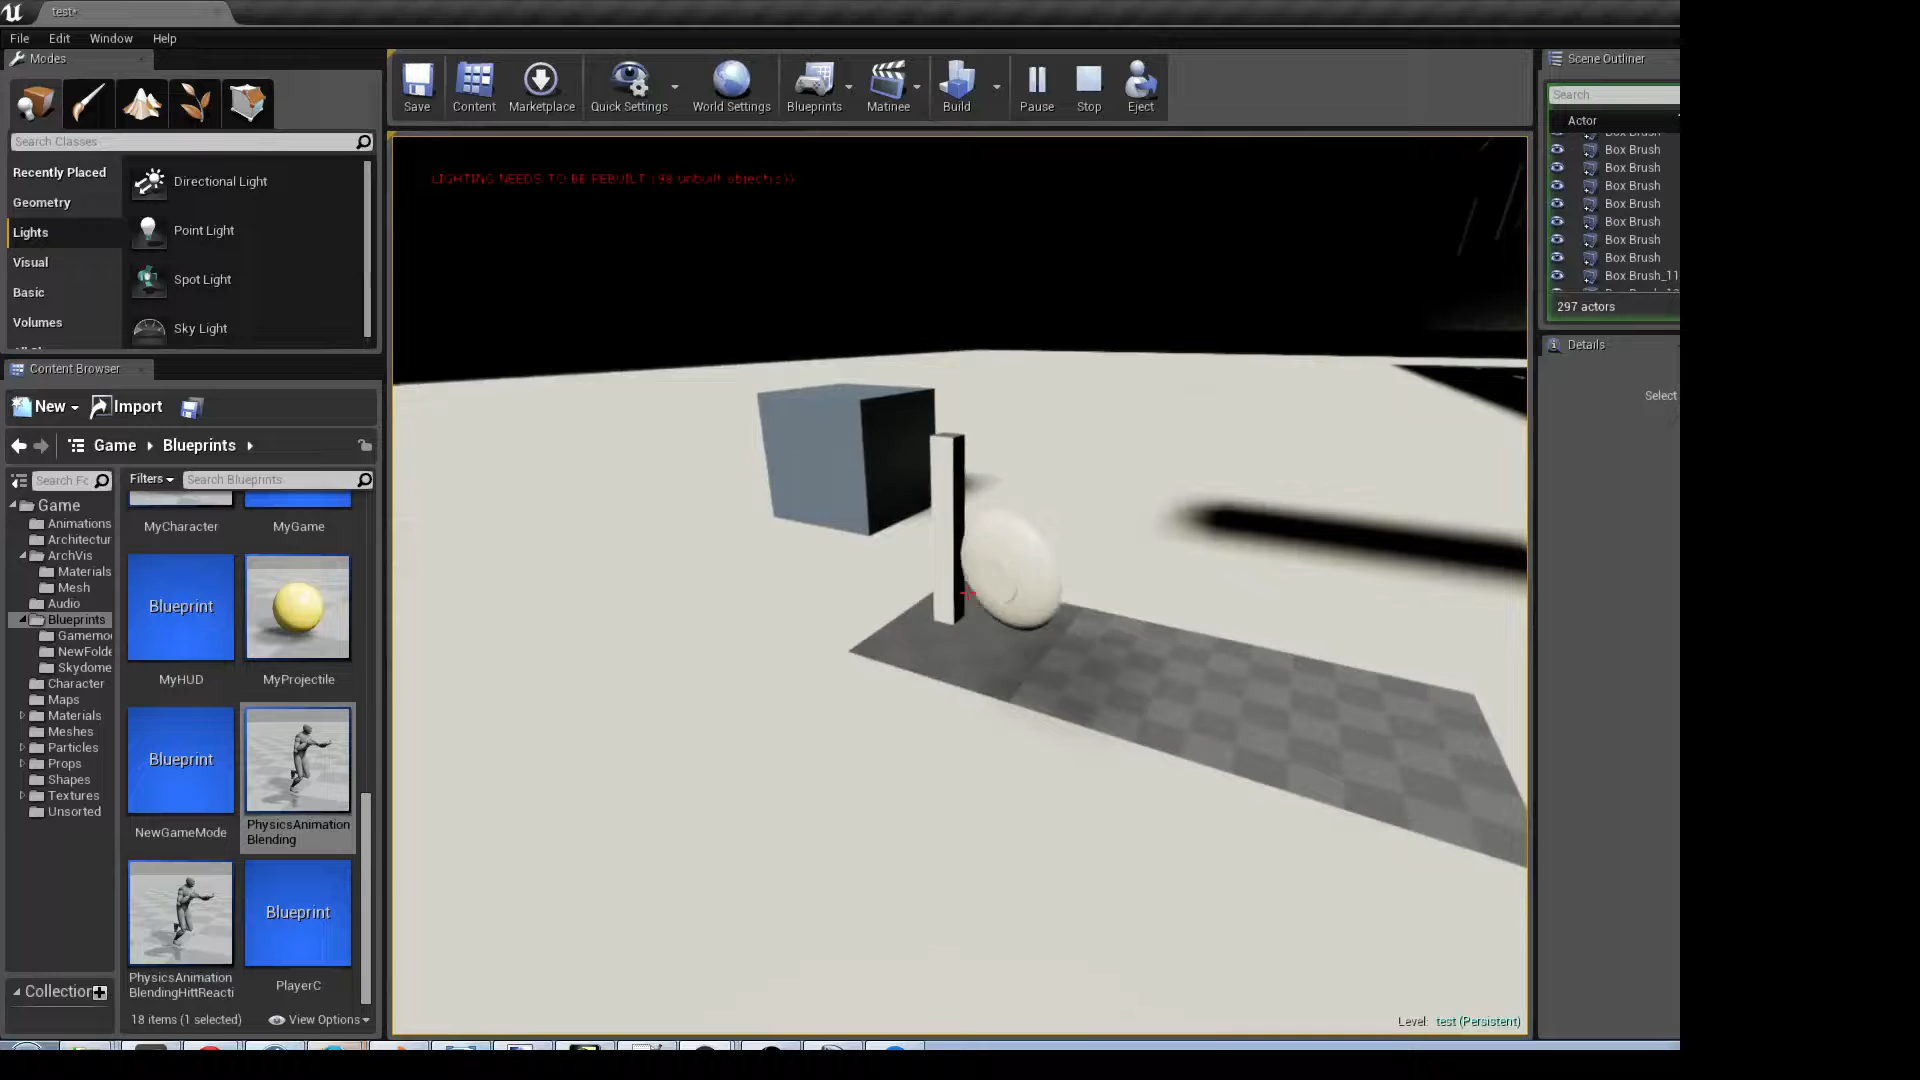 test*
File Edit Window Help
Modes
Search Classes
Recently Placed
Geometry
Lights
Visual
Basic
Volumes
Directional Light
Point Light
Spot Light
Sky Light
Save Content Marketplace Quick Settings World Settings Blueprints Matinee Build Pause Stop Eject
LIGHTING NEEDS TO BE REBUILT (98 unbuilt object(s))
Level: test (Persistent)
Scene Outliner
Search
Actor
Box Brush
Box Brush
Box Brush
Box Brush
Box Brush
Box Brush
Box Brush
Box Brush
Box Brush_11
297 actors
Details
Select
Content Browser
New Import
Game Blueprints
Search Fo
Filters Search Blueprints
Game
Animations
Architectur
ArchVis
Materials
Mesh
Audio
Blueprints
Gamemo
NewFolde
Skydome
Character
Maps
Materials
Meshes
Particles
Props
Shapes
Textures
Unsorted
Collection
MyCharacter
MyGame
Blueprint
MyHUD
MyProjectile
Blueprint
NewGameMode
PhysicsAnimation
Blending
PhysicsAnimation
BlendingHittReacti
Blueprint
PlayerC
18 items (1 selected) View Options